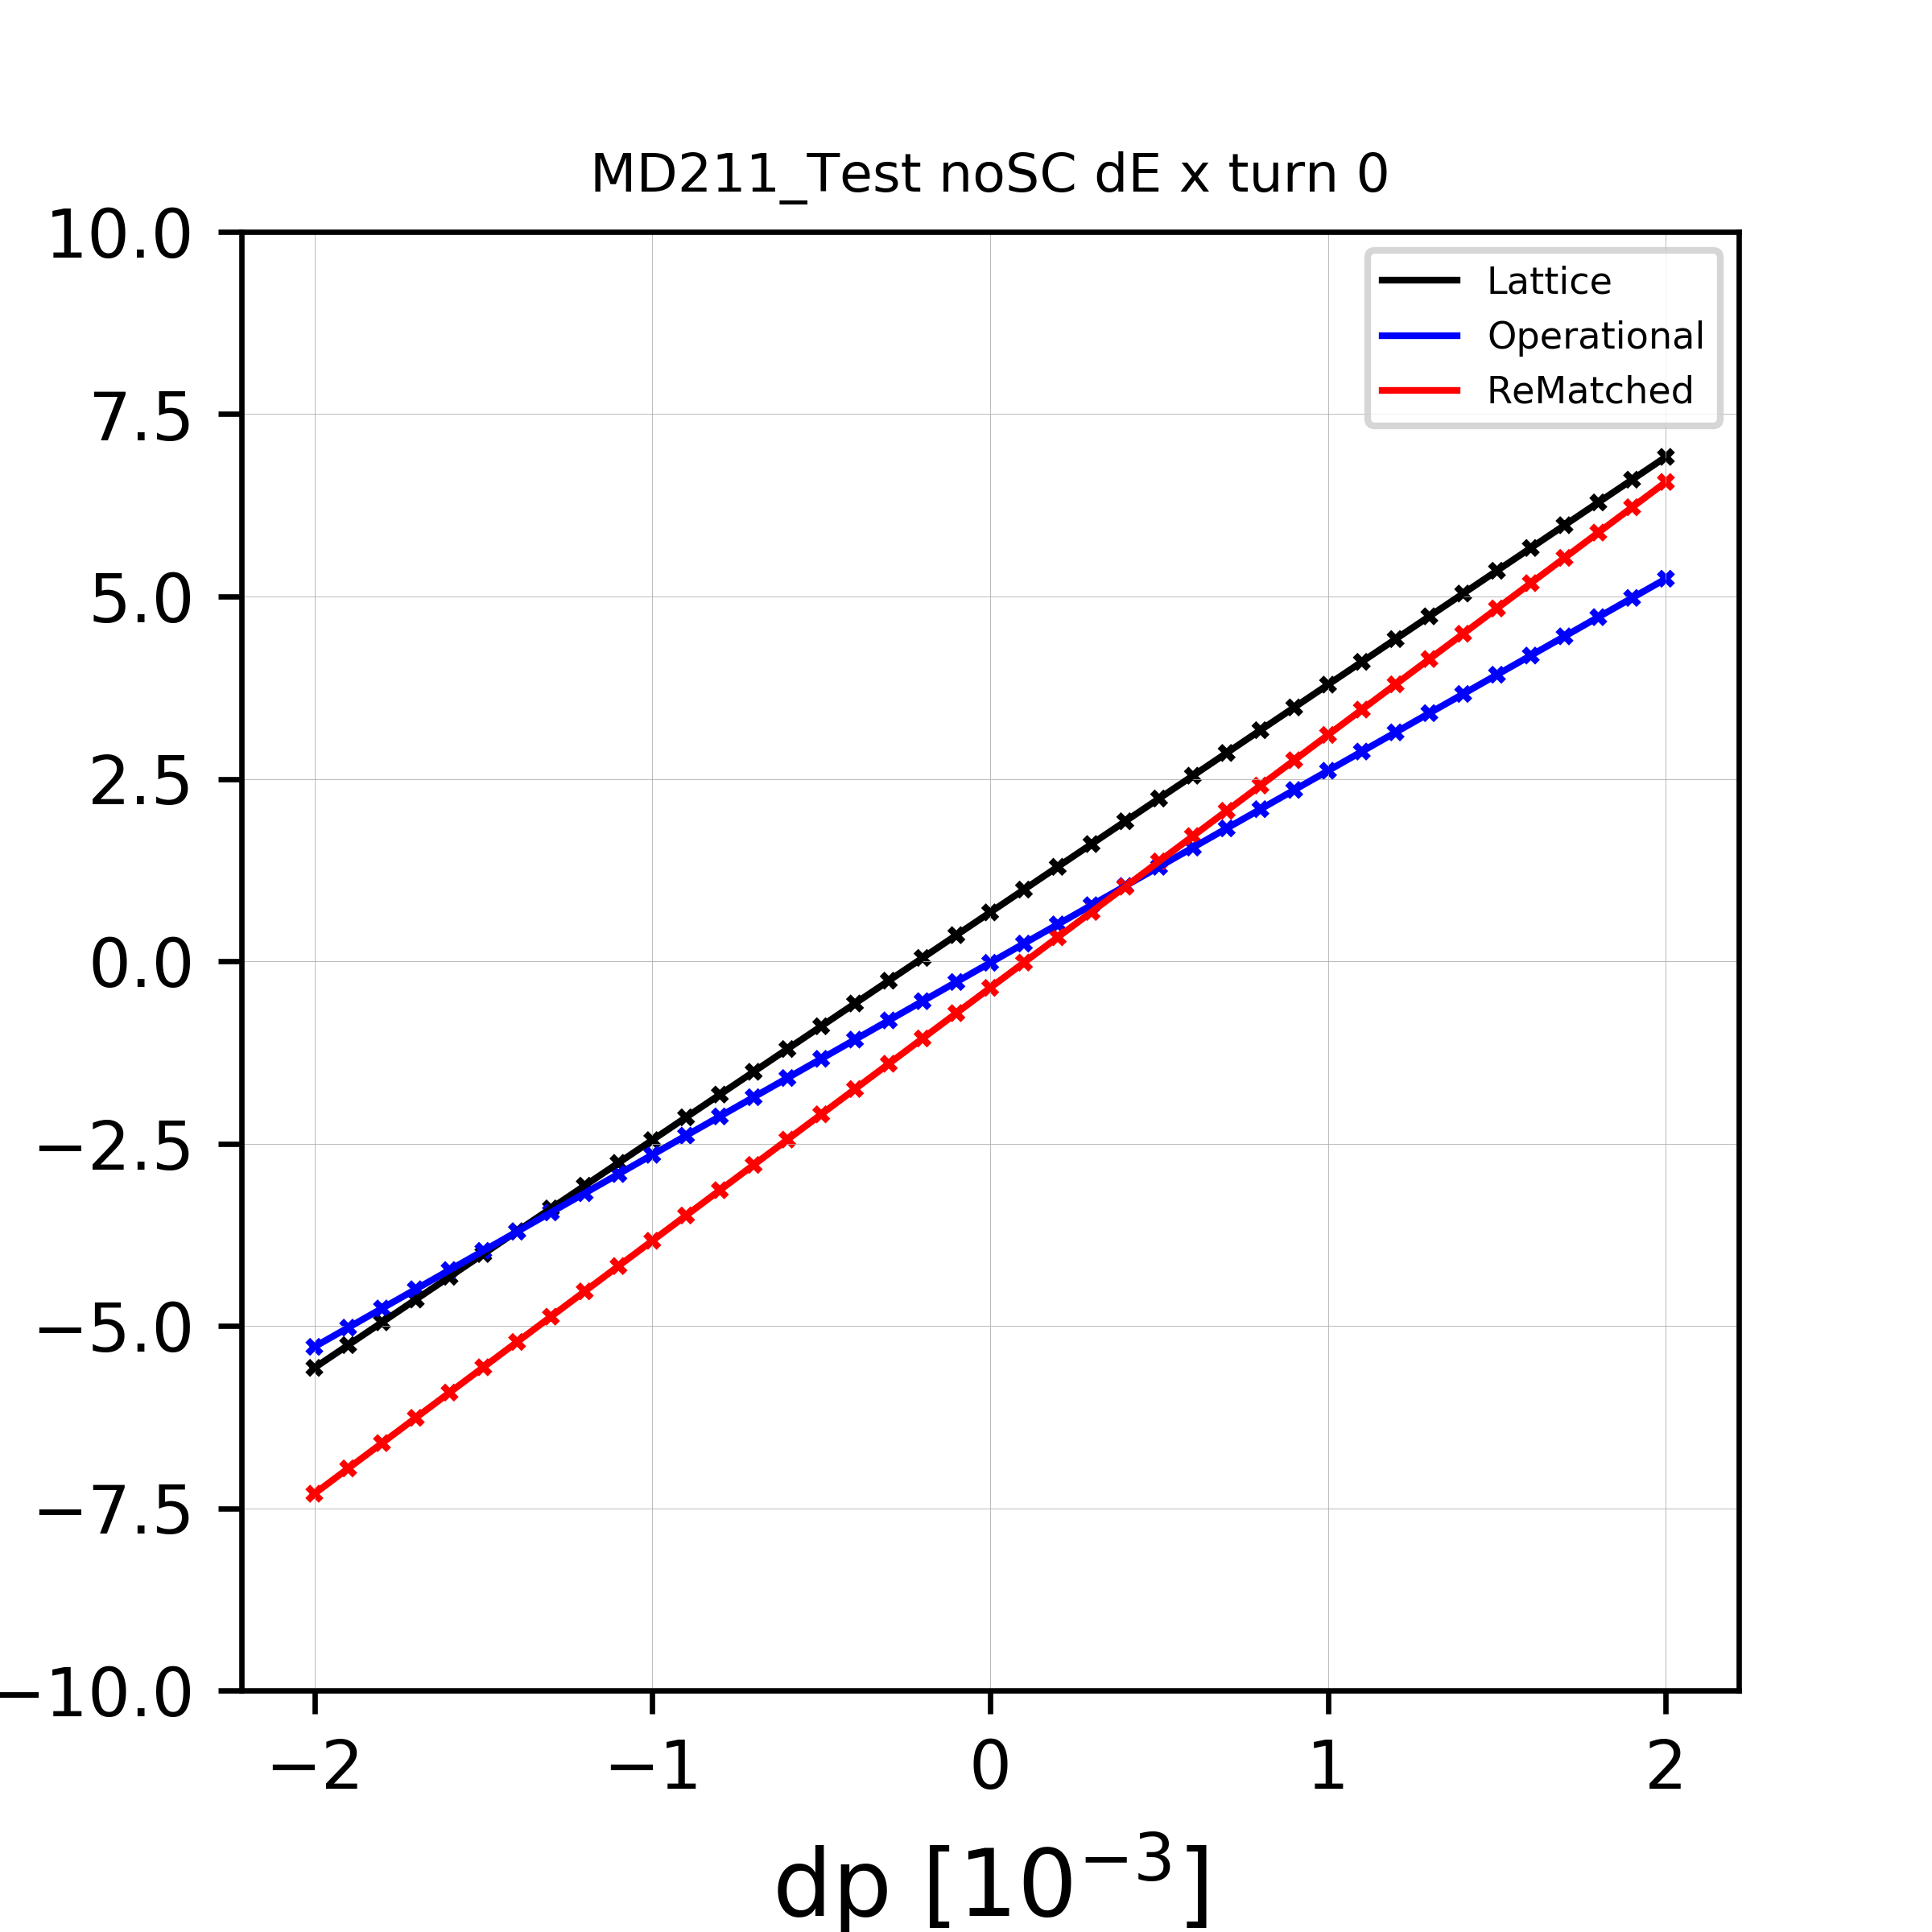 MD211_Test noSC dE x turn 0
10.0
7.5
5.0
2.5
0.0
−2.5
−5.0
−7.5
−10.0
Lattice
Operational
ReMatched
−2 −1 0 1 2
dp [10⁻³]